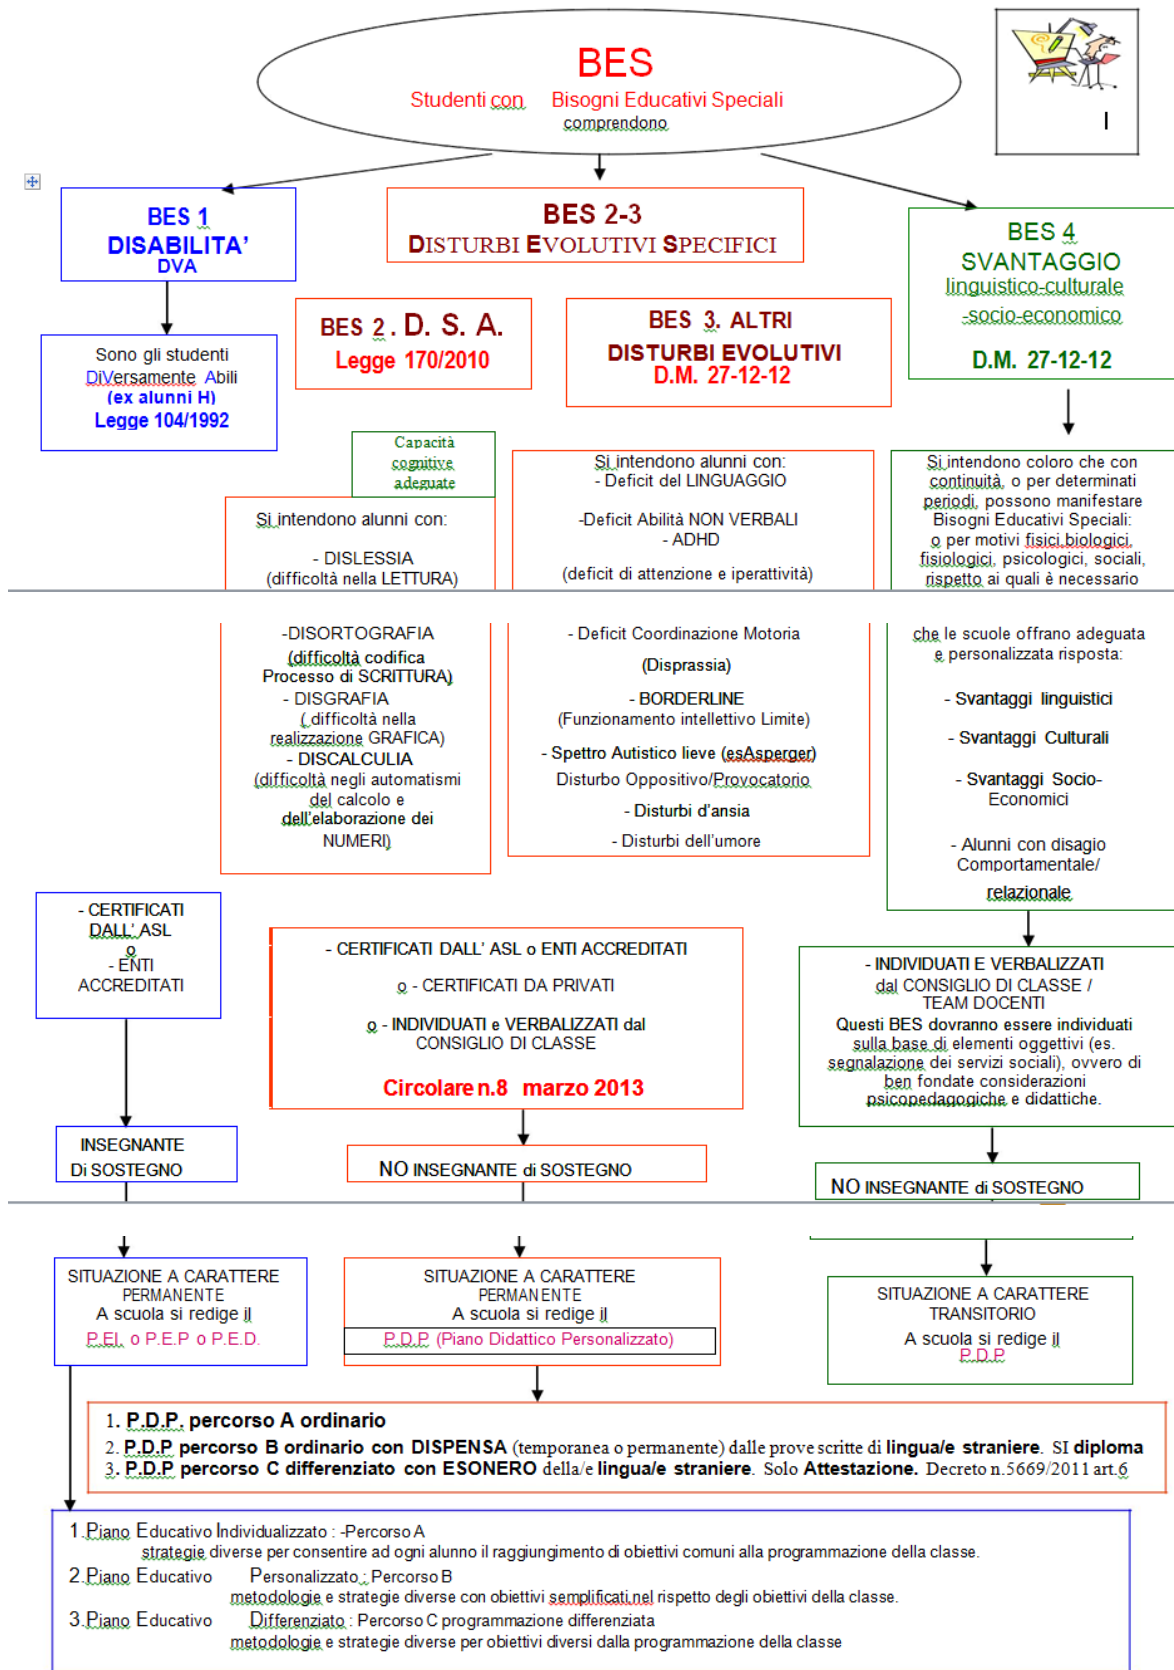 BES
Studenti con Bisogni Educativi Speciali
comprendono
I
BES 1
DISABILITA’
DVA
BES 2-3
DISTURBI EVOLUTIVI SPECIFICI
BES 4
SVANTAGGIO
linguistico-culturale
-socio-economico
D.M. 27-12-12
BES 2 . D. S. A.
Legge 170/2010
BES 3. ALTRI
DISTURBI EVOLUTIVI
D.M. 27-12-12
Sono gli studenti
DiVersamente Abili
(ex alunni H)
Legge 104/1992
Capacità
cognitive
adeguate
Si intendono alunni con:
- DISLESSIA
(difficoltà nella LETTURA)
Si intendono alunni con:
- Deficit del LINGUAGGIO
-Deficit Abilità NON VERBALI
- ADHD
(deficit di attenzione e iperattività)
Si intendono coloro che con
continuità, o per determinati
periodi, possono manifestare
Bisogni Educativi Speciali:
o per motivi fisici,biologici,
fisiologici, psicologici, sociali,
rispetto ai quali è necessario
-DISORTOGRAFIA
(difficoltà codifica
Processo di SCRITTURA)
- DISGRAFIA
( difficoltà nella
realizzazione GRAFICA)
- DISCALCULIA
(difficoltà negli automatismi
del calcolo e
dell’elaborazione dei
NUMERI)
- Deficit Coordinazione Motoria
(Disprassia)
- BORDERLINE
(Funzionamento intellettivo Limite)
- Spettro Autistico lieve (esAsperger)
Disturbo Oppositivo/Provocatorio
- Disturbi d'ansia
- Disturbi dell’umore
che le scuole offrano adeguata
e personalizzata risposta:
- Svantaggi linguistici
- Svantaggi Culturali
- Svantaggi Socio-
Economici
- Alunni con disagio
Comportamentale/
relazionale
- CERTIFICATI
DALL’ ASL
o
- ENTI
ACCREDITATI
- CERTIFICATI DALL’ ASL o ENTI ACCREDITATI
o - CERTIFICATI DA PRIVATI
o - INDIVIDUATI e VERBALIZZATI dal
CONSIGLIO DI CLASSE
Circolare n.8 marzo 2013
- INDIVIDUATI E VERBALIZZATI
dal CONSIGLIO DI CLASSE /
TEAM DOCENTI
Questi BES dovranno essere individuati
sulla base di elementi oggettivi (es.
segnalazione dei servizi sociali), ovvero di
ben fondate considerazioni
psicopedagogiche e didattiche.
INSEGNANTE
Di SOSTEGNO
NO INSEGNANTE di SOSTEGNO
NO INSEGNANTE di SOSTEGNO
SITUAZIONE A CARATTERE
PERMANENTE
A scuola si redige il
P.EI. o P.E.P o P.E.D.
SITUAZIONE A CARATTERE
PERMANENTE
A scuola si redige il
P.D.P (Piano Didattico Personalizzato)
SITUAZIONE A CARATTERE
TRANSITORIO
A scuola si redige il
P.D.P
1. P.D.P. percorso A ordinario
2. P.D.P percorso B ordinario con DISPENSA (temporanea o permanente) dalle prove scritte di lingua/e straniere. SI diploma
3. P.D.P percorso C differenziato con ESONERO della/e lingua/e straniere. Solo Attestazione. Decreto n.5669/2011 art.6
1.Piano Educativo Individualizzato : -Percorso A
strategie diverse per consentire ad ogni alunno il raggiungimento di obiettivi comuni alla programmazione della classe.
2.Piano Educativo Personalizzato : Percorso B
metodologie e strategie diverse con obiettivi semplificati,nel rispetto degli obiettivi della classe.
3.Piano Educativo Differenziato : Percorso C programmazione differenziata
metodologie e strategie diverse per obiettivi diversi dalla programmazione della classe